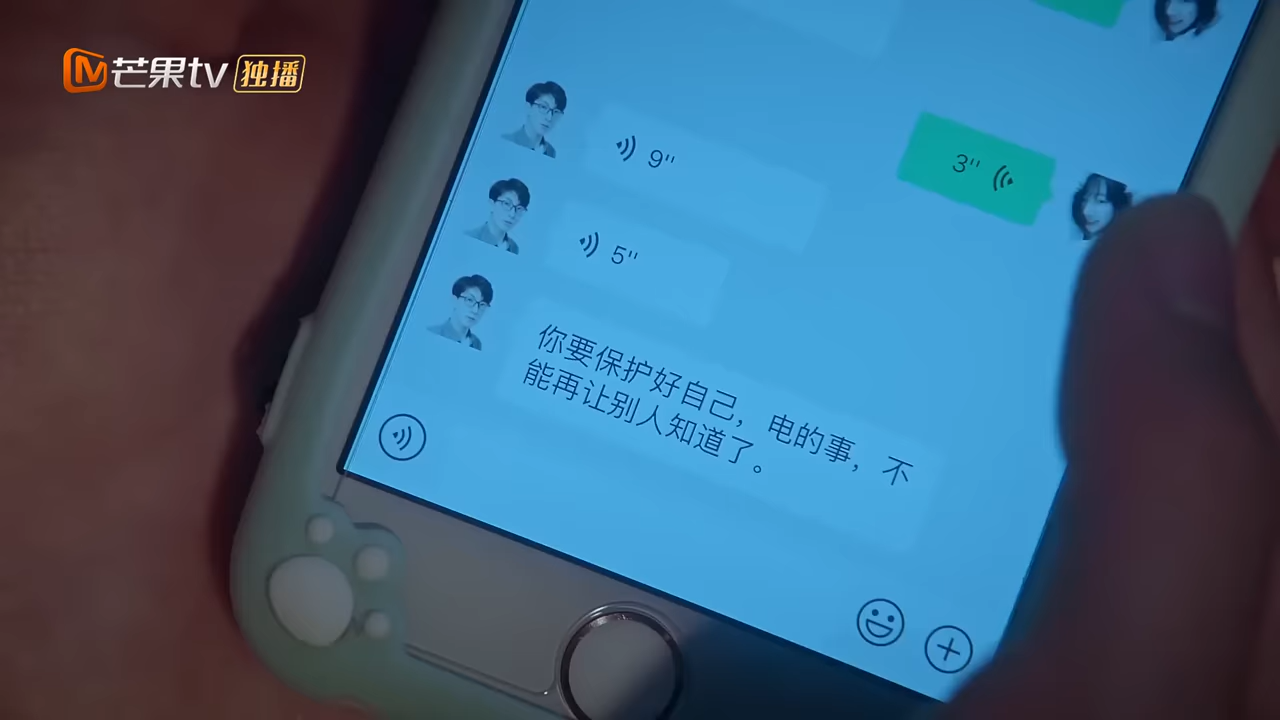 芒果tv 独播
9''
3''
5''
你要保护好自己，电的事，不
能再让别人知道了。